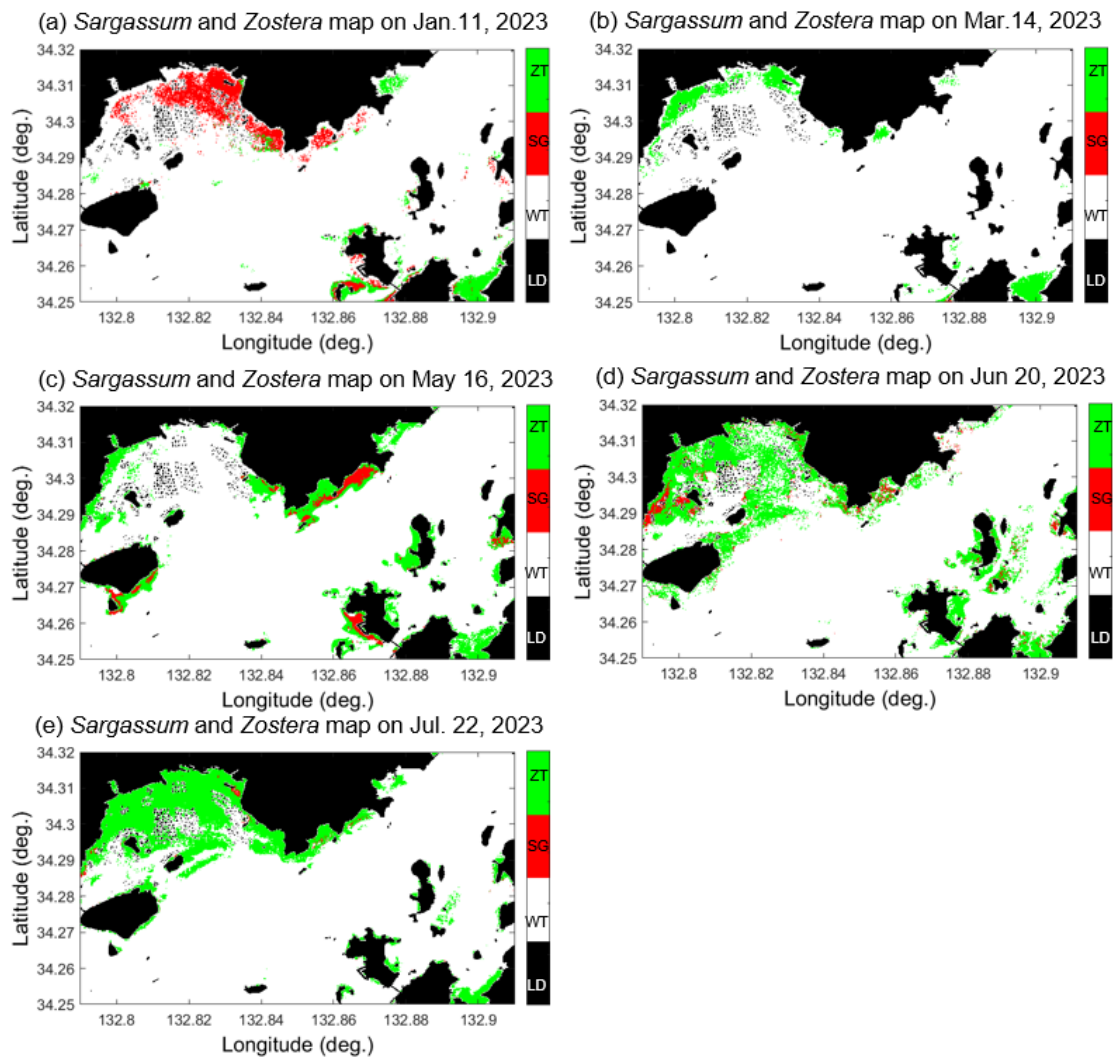 (a) Sargassum and Zostera map on Jan.11, 2023
34.32
34.31
34.3
34.29
34.28
34.27
34.26
34.25
Latitude (deg.)
132.8 132.82 132.84 132.86 132.88 132.9
Longitude (deg.)
ZT
SG
WT
LD
(b) Sargassum and Zostera map on Mar.14, 2023
34.32
34.31
34.3
34.29
34.28
34.27
34.26
34.25
Latitude (deg.)
132.8 132.82 132.84 132.86 132.88 132.9
Longitude (deg.)
ZT
SG
WT
LD
(c) Sargassum and Zostera map on May 16, 2023
34.32
34.31
34.3
34.29
34.28
34.27
34.26
34.25
Latitude (deg.)
132.8 132.82 132.84 132.86 132.88 132.9
Longitude (deg.)
ZT
SG
WT
LD
(d) Sargassum and Zostera map on Jun 20, 2023
34.32
34.31
34.3
34.29
34.28
34.27
34.26
34.25
Latitude (deg.)
132.8 132.82 132.84 132.86 132.88 132.9
Longitude (deg.)
ZT
SG
WT
LD
(e) Sargassum and Zostera map on Jul. 22, 2023
34.32
34.31
34.3
34.29
34.28
34.27
34.26
34.25
Latitude (deg.)
132.8 132.82 132.84 132.86 132.88 132.9
Longitude (deg.)
ZT
SG
WT
LD